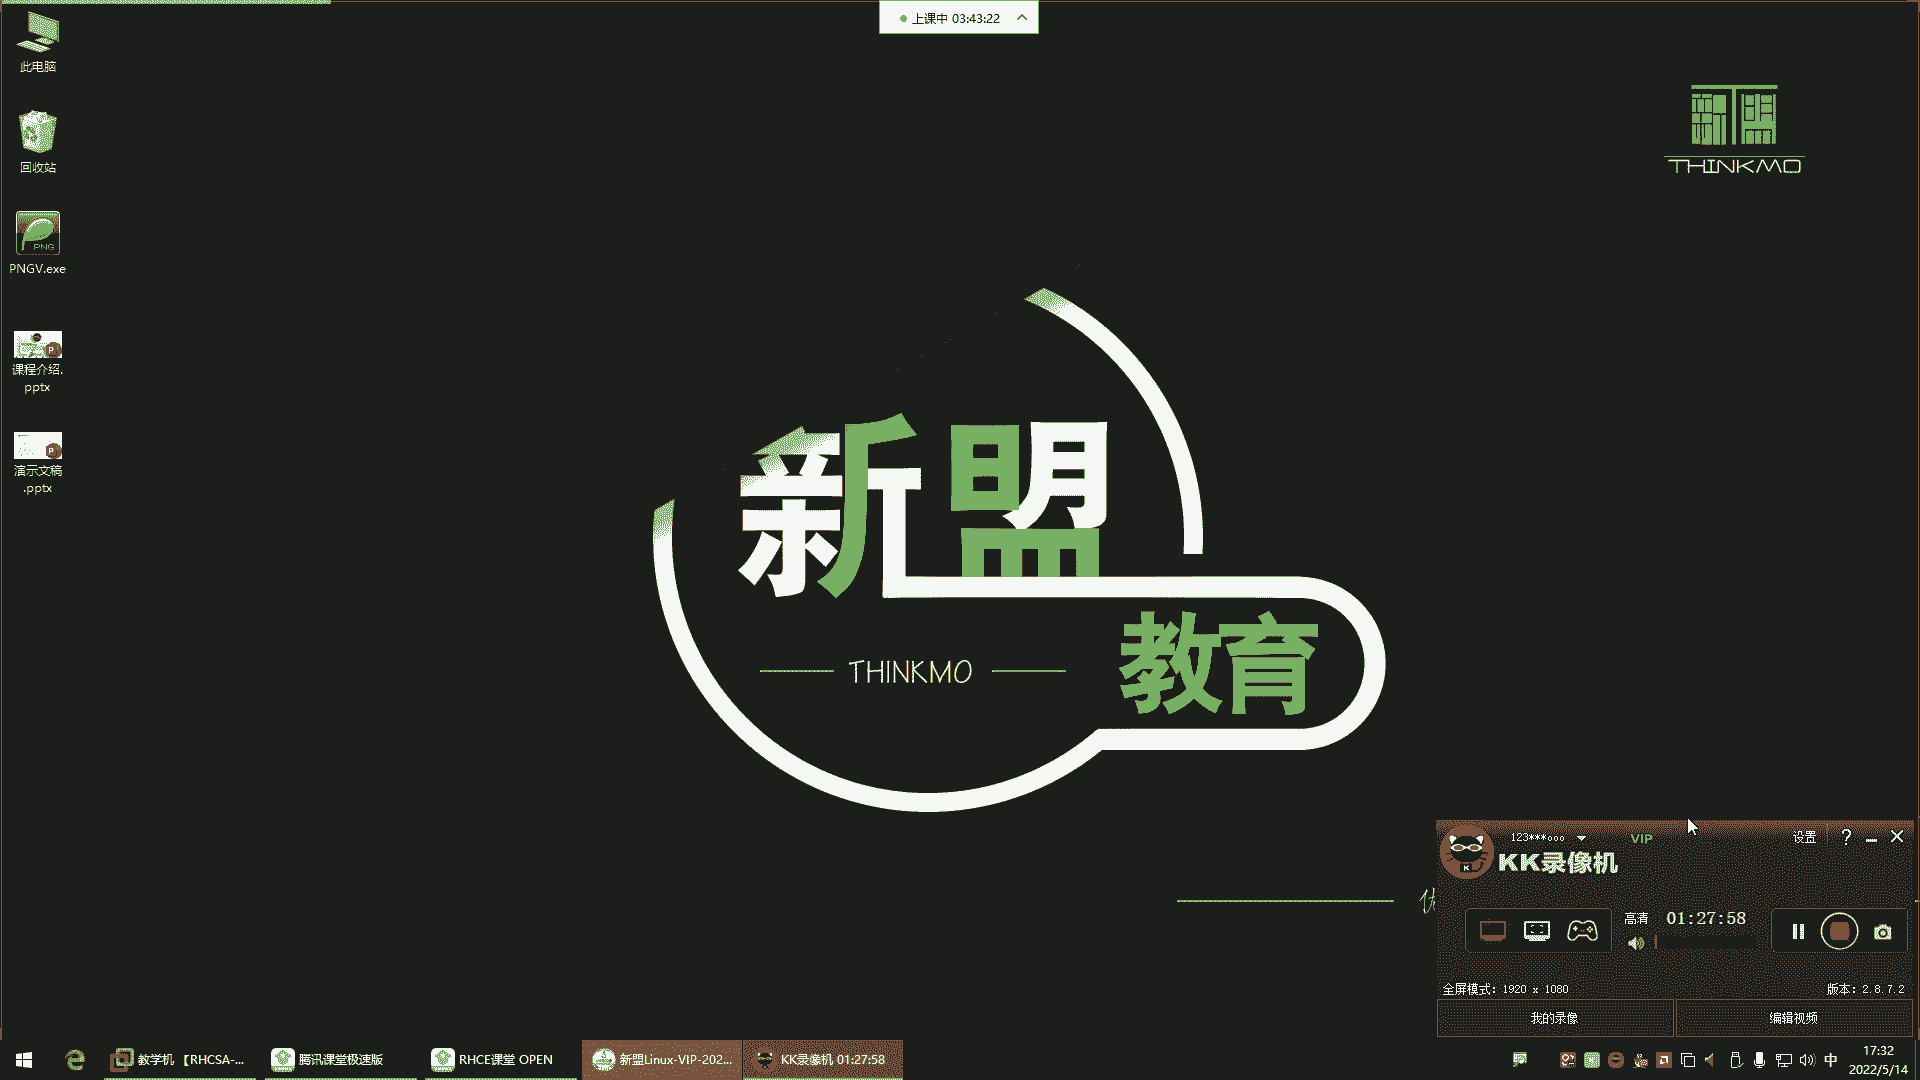 上课中 03:43:22
此电脑
回收站
PNG
PNGV.exe
课程介绍.
pptx
演示文稿
.pptx
新盟
THINKMO
新盟
教育
THINKMO
123***ooo
VIP
设置
KK录像机
高清
01:27:58
全屏模式: 1920 x 1080
版本: 2.8.7.2
我的录像
编辑视频
教学机 【RHCSA-...
腾讯课堂极速版
RHCE课堂 OPEN
新盟Linux-VIP-202...
KK录像机 01:27:58
中
17:32
2022/5/14